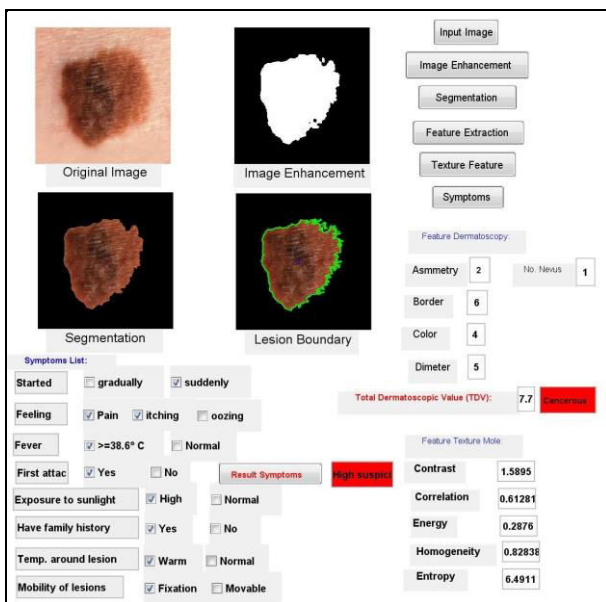 Input Image
Image Enhancement
Segmentation
Feature Extraction
Texture Feature
Symptoms
Original Image
Image Enhancement
Segmentation
Lesion Boundary
Feature Dermatoscopy:
Asmmetry 2 No. Nevus 1
Border 6
Color 4
Dimeter 5
Total Dermatoscopic Value (TDV): 7.7 Cancerous
Symptoms List:
Started gradually suddenly
Feeling Pain itching oozing
Fever >=38.6° C Normal
First attac Yes No Result Symptoms High suspici
Exposure to sunlight High Normal
Have family history Yes No
Temp. around lesion Warm Normal
Mobility of lesions Fixation Movable
Feature Texture Mole
Contrast 1.5895
Correlation 0.61281
Energy 0.2876
Homogeneity 0.82838
Entropy 6.4911